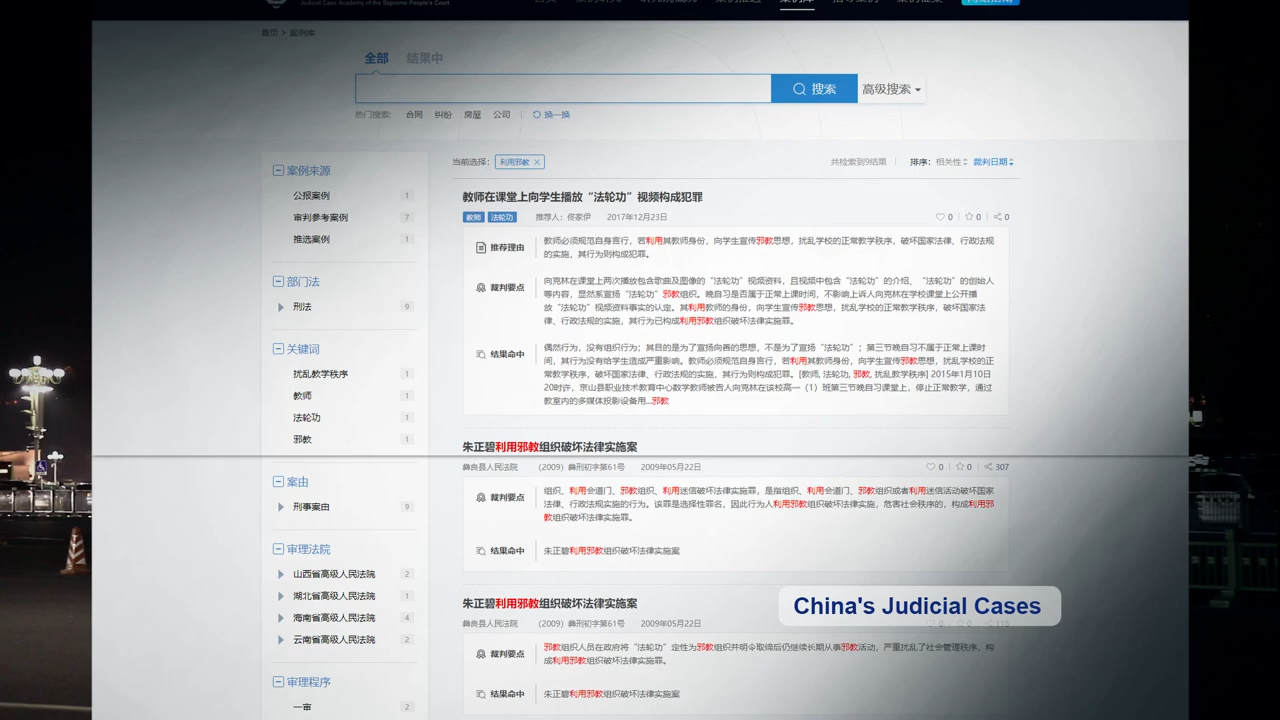 Judicial Case Academy of the Supreme People's Court
首页 > 案例库
全部 结果中
搜索 高级搜索
热门搜索: 合同 纠纷 房屋 公司 | 换一换
案例来源
公报案例 1
审判参考案例 7
推选案例 1
部门法
刑法 9
关键词
扰乱教学秩序 1
教师 1
法轮功 1
邪教 1
案由
刑事案由 9
审理法院
山西省高级人民法院 2
湖北省高级人民法院 1
海南省高级人民法院 4
云南省高级人民法院 2
审理程序
一审 2
当前选择: 利用邪教 × 共检索到9结果 排序: 相关性 裁判日期
教师在课堂上向学生播放“法轮功”视频构成犯罪
教师 法轮功 推荐人:佟家伊 2017年12月23日 0 0 0
推荐理由 教师必须规范自身言行,若利用其教师身份,向学生宣传邪教思想,扰乱学校的正常教学秩序,破坏国家法律、行政法规
的实施,其行为则构成犯罪。
裁判要点 向克林在课堂上两次播放包含歌曲及图像的“法轮功”视频资料,且视频中包含“法轮功”的介绍,“法轮功”的创始人
等内容,显然系宣扬“法轮功”邪教组织。晚自习是否属于正常上课时间,不影响上诉人向克林在学校课堂上公开播
放“法轮功”视频资料事实的认定。其利用教师的身份,向学生宣传邪教思想,扰乱学校的正常教学秩序,破坏国家法
律、行政法规的实施,其行为已构成利用邪教组织破坏法律实施罪。
结果命中 偶然行为,没有组织行为;其目的是为了宣扬向善的思想,不是为了宣扬“法轮功”;第三节晚自习不属于正常上课时
间,其行为没有给学生造成严重影响。教师必须规范自身言行,若利用其教师身份,向学生宣传邪教思想,扰乱学校的正
常教学秩序,破坏国家法律、行政法规的实施,其行为则构成犯罪。[教师, 法轮功, 邪教, 扰乱教学秩序] 2015年1月10日
20时许,京山县职业技术教育中心数学教师被告人向克林在该校高一(1)班第三节晚自习课堂上,停止正常教学,通过
教室内的多媒体投影设备用...邪教
朱正碧利用邪教组织破坏法律实施案
彝良县人民法院 (2009)彝刑初字第61号 2009年05月22日 0 0 307
裁判要点 组织、利用会道门、邪教组织、利用迷信破坏法律实施罪,是指组织、利用会道门、邪教组织或者利用迷信活动破坏国家
法律、行政法规实施的行为。该罪是选择性罪名,因此行为人利用邪教组织破坏法律实施,危害社会秩序的,构成利用邪
教组织破坏法律实施罪。
结果命中 朱正碧利用邪教组织破坏法律实施案
朱正碧利用邪教组织破坏法律实施案
China's Judicial Cases
彝良县人民法院 (2009)彝刑初字第61号 2009年05月22日 0 0 118
裁判要点 邪教组织人员在政府将“法轮功”定性为邪教组织并明令取缔后仍继续长期从事邪教活动,严重扰乱了社会管理秩序,构
成利用邪教组织破坏法律实施罪。
结果命中 朱正碧利用邪教组织破坏法律实施案